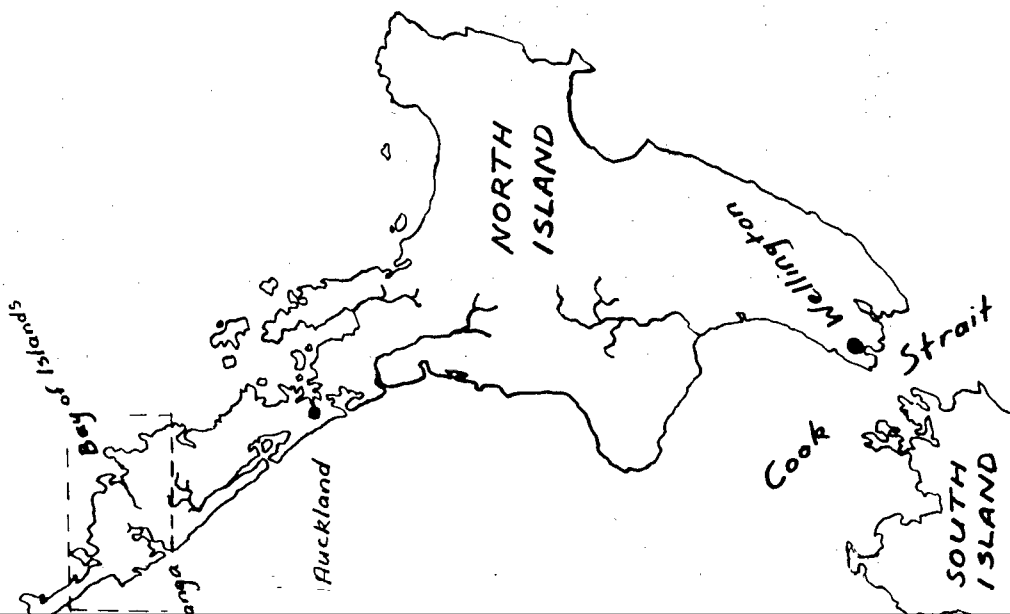 NORTH
ISLAND
Wellington
Strait
Cook
Bay of Islands
Auckland
SOUTH
ISLAND